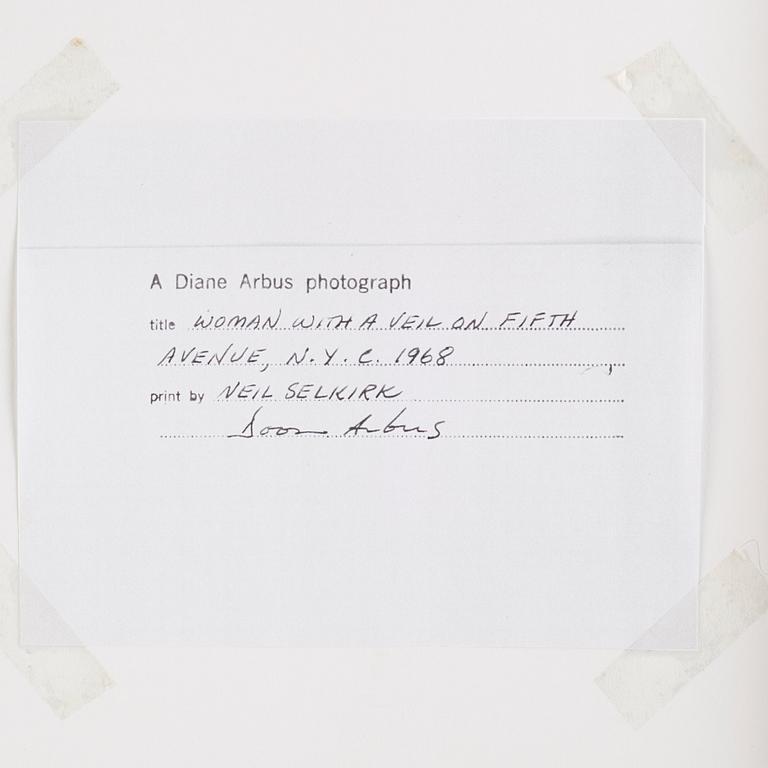 A Diane Arbus photograph
title WOMAN WITH A VEIL ON FIFTH
AVENUE, N.Y.C. 1968
print by NEIL SELKIRK
Doon Arbus